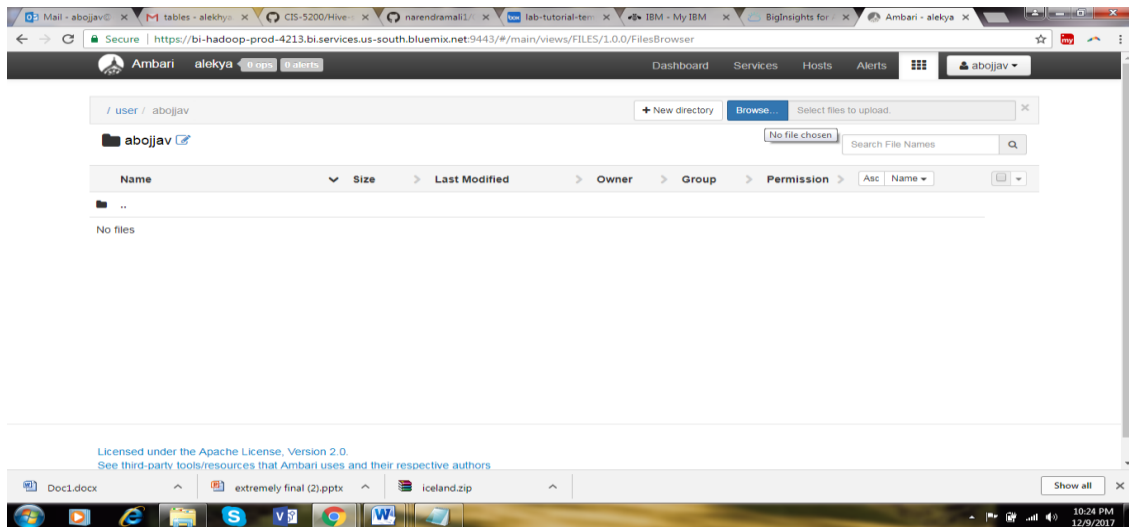 Mail - abojjav© tables - alekhya CIS-5200/Hive- narendramali1/ lab-tutorial-tem IBM - My IBM BigInsights for Ambari - alekya
Secure | https://bi-hadoop-prod-4213.bi.services.us-south.bluemix.net:9443/#/main/views/FILES/1.0.0/FilesBrowser
Ambari alekya 0 ops 0 alerts Dashboard Services Hosts Alerts abojjav
/ user / abojjav + New directory Browse... Select files to upload.
No file chosen
abojjav Search File Names
Name Size Last Modified Owner Group Permission Asc Name
..
No files
Licensed under the Apache License, Version 2.0.
See third-party tools/resources that Ambari uses and their respective authors
Doc1.docx extremely final (2).pptx iceland.zip Show all
10:24 PM
12/9/2017